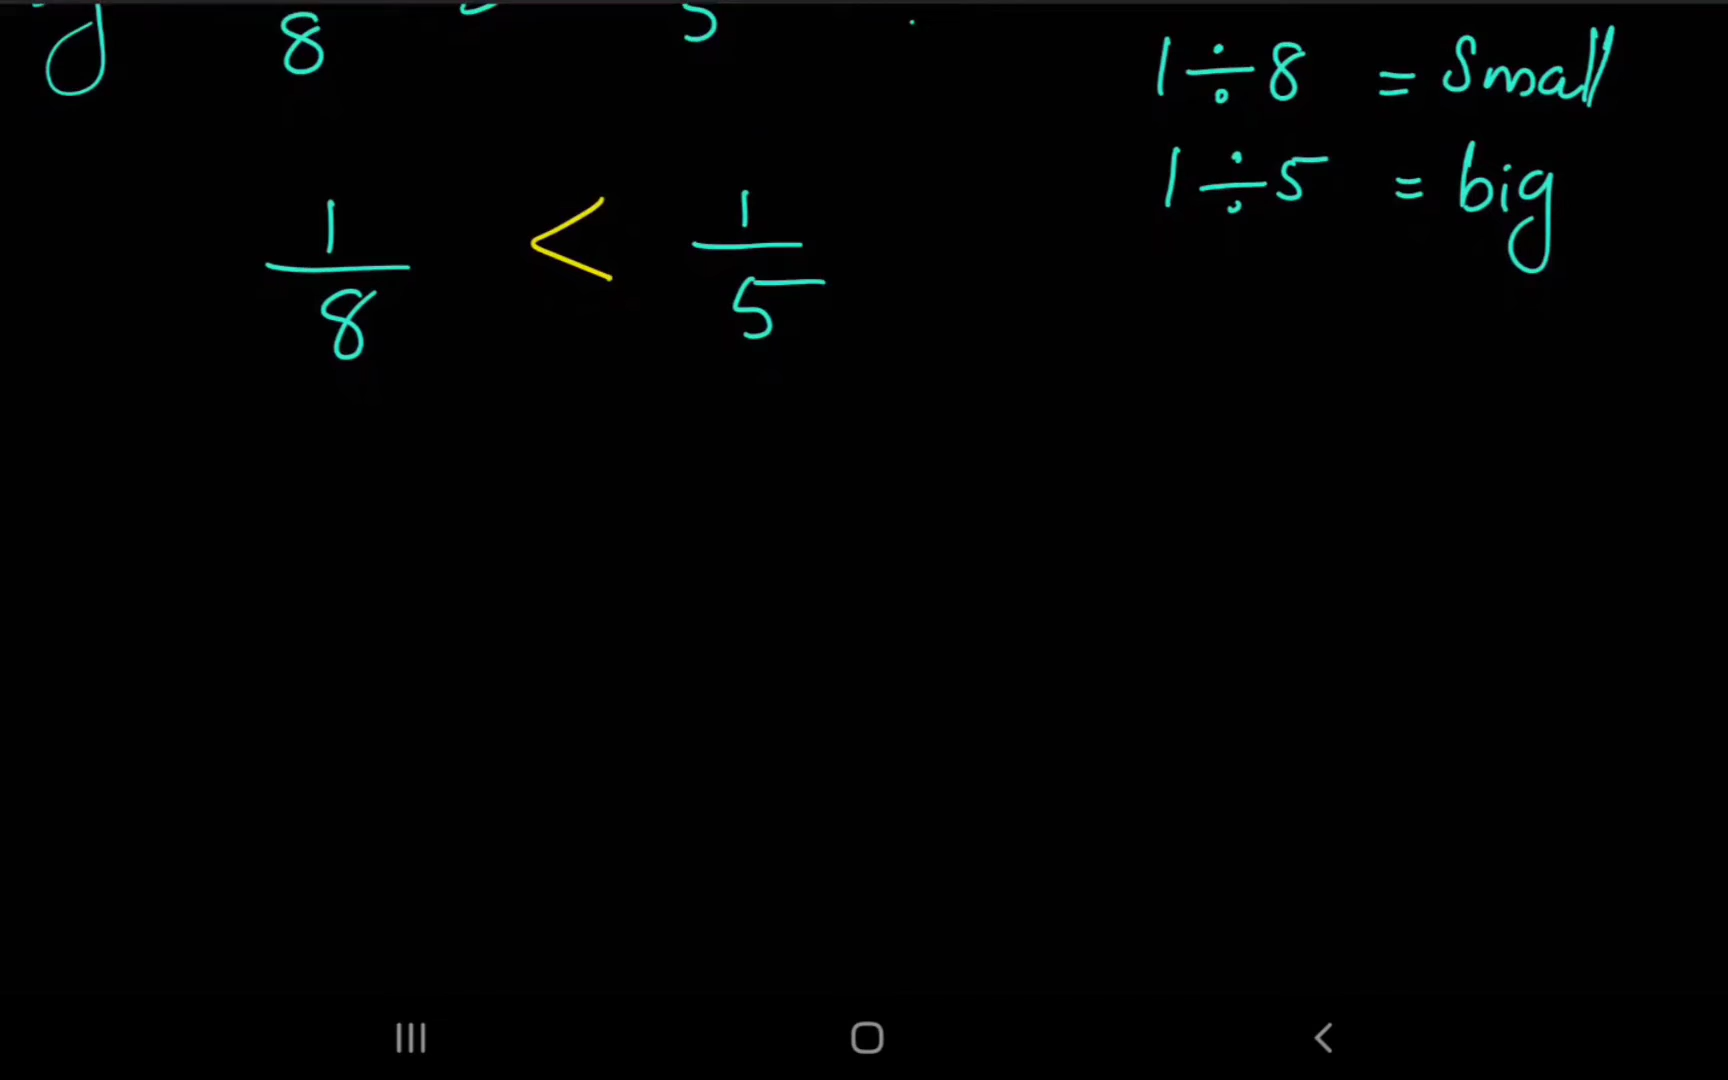 8
1 ÷ 8 = Small
1 ÷ 5 = big
1/8 < 1/5